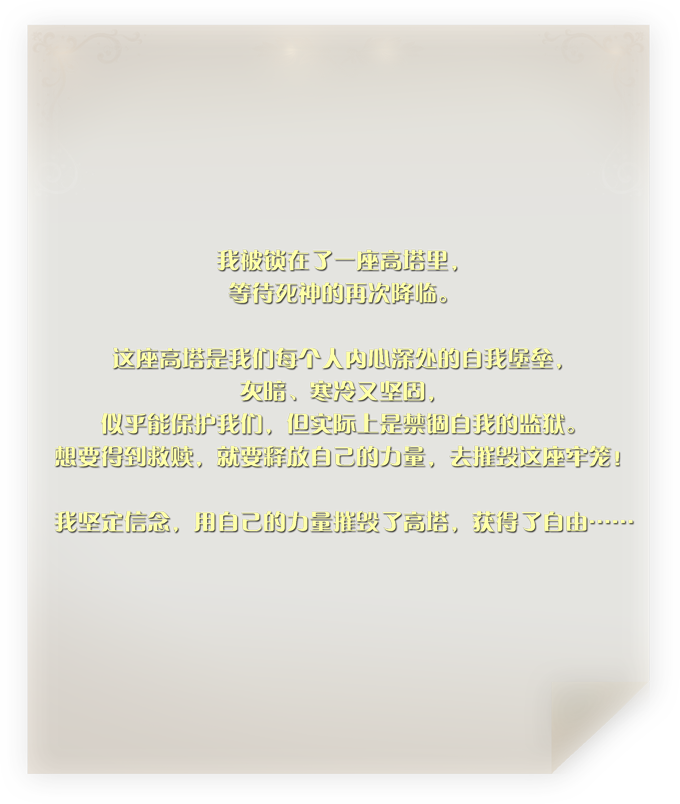 我被锁在了一座高塔里，
等待死神的再次降临。
这座高塔是我们每个人内心深处的自我堡垒，
灰暗、寒冷又坚固，
似乎能保护我们，但实际上是禁锢自我的监狱。
想要得到救赎，就要释放自己的力量，去摧毁这座牢笼！
我坚定信念，用自己的力量摧毁了高塔，获得了自由……